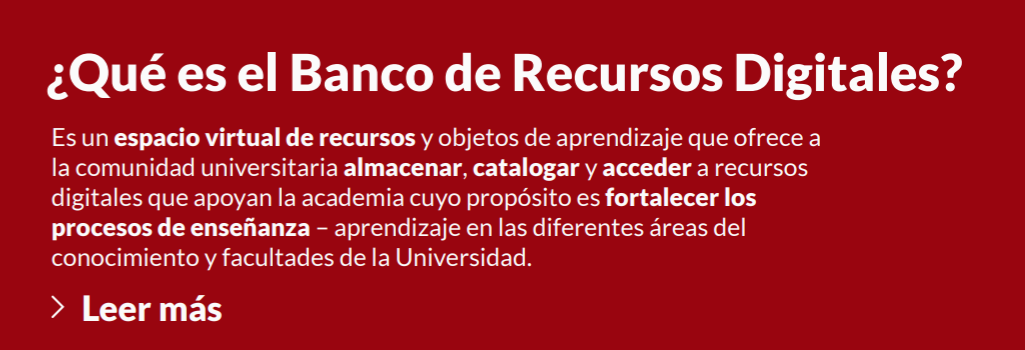 ¿Qué es el Banco de Recursos Digitales?
Es un espacio virtual de recursos y objetos de aprendizaje que ofrece a
la comunidad universitaria almacenar, catalogar y acceder a recursos
digitales que apoyan la academia cuyo propósito es fortalecer los
procesos de enseñanza – aprendizaje en las diferentes áreas del
conocimiento y facultades de la Universidad.
Leer más